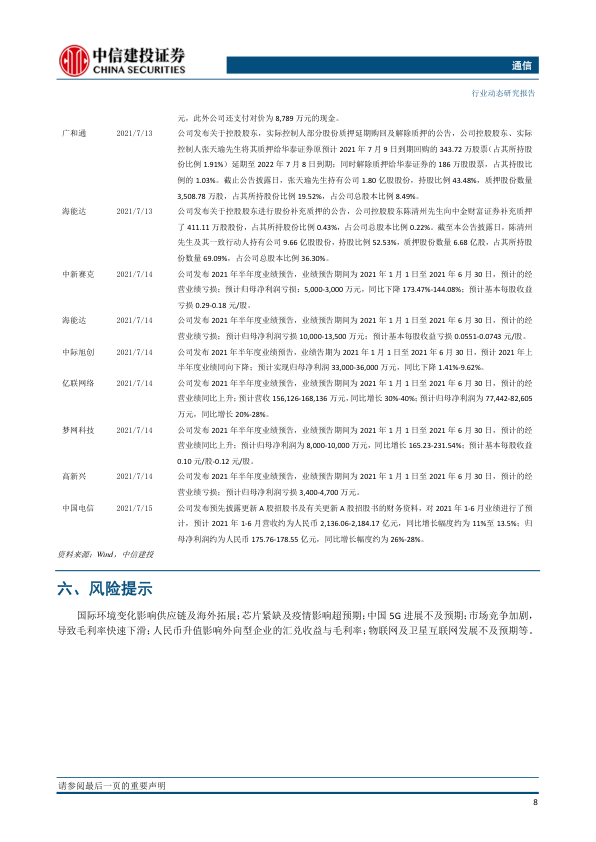 中信建投证券
CHINA SECURITIES
通信
行业动态研究报告
元，此外公司还支付对价为 8,789 万元的现金。
广和通 2021/7/13 公司发布关于控股股东，实际控制人部分股份质押延期购回及解除质押的公告，公司控股股东、实际
控制人张天瑜先生将其质押给华泰证券原预计 2021 年 7 月 9 日到期回购的 343.72 万股票（占其所持股
份比例 1.91%）延期至 2022 年 7 月 8 日到期；同时解除质押给华泰证券的 186 万股股票，占其持股比
例的 1.03%。截止公告披露日，张天瑜先生持有公司 1.80 亿股股份，持股比例 43.48%，质押股份数量
3,508.78 万股，占其所持股份比例 19.52%，占公司总股本比例 8.49%。
海能达 2021/7/13 公司发布关于控股股东进行股份补充质押的公告，公司控股股东陈清州先生向中金财富证券补充质押
了 411.11 万股股份，占其所持股份比例 0.43%，占公司总股本比例 0.22%。截至本公告披露日，陈清州
先生及其一致行动人持有公司 9.66 亿股股份，持股比例 52.53%，质押股份数量 6.68 亿股，占其所持股
份数量 69.09%，占公司总股本比例 36.30%。
中新赛克 2021/7/14 公司发布 2021 年半年度业绩预告，业绩预告期间为 2021 年 1 月 1 日至 2021 年 6 月 30 日，预计的经
营业绩亏损；预计归母净利润亏损：5,000-3,000 万元，同比下降 173.47%-144.08%；预计基本每股收益
亏损 0.29-0.18 元/股。
海能达 2021/7/14 公司发布 2021 年半年度业绩预告，业绩预告期间为 2021 年 1 月 1 日至 2021 年 6 月 30 日，预计的经
营业绩亏损；预计归母净利润亏损 10,000-13,500 万元；预计基本每股收益亏损 0.0551-0.0743 元/股。
中际旭创 2021/7/14 公司发布 2021 年半年度业绩预告，业绩告期为 2021 年 1 月 1 日至 2021 年 6 月 30 日，预计 2021 年上
半年度业绩同向下降；预计实现归母净利润 33,000-36,000 万元，同比下降 1.41%-9.62%。
亿联网络 2021/7/14 公司发布 2021 年半年度业绩预告，业绩预告期间为 2021 年 1 月 1 日至 2021 年 6 月 30 日，预计的经
营业绩同比上升；预计营收 156,126-168,136 万元，同比增长 30%-40%；预计归母净利润为 77,442-82,605
万元，同比增长 20%-28%。
梦网科技 2021/7/14 公司发布 2021 年半年度业绩预告，业绩预告期间为 2021 年 1 月 1 日至 2021 年 6 月 30 日，预计的经
营业绩同比上升；预计归母净利润为 8,000-10,000 万元，同比增长 165.23-231.54%；预计基本每股收益
0.10 元/股-0.12 元/股。
高新兴 2021/7/14 公司发布 2021 年半年度业绩预告，业绩预告期间为 2021 年 1 月 1 日至 2021 年 6 月 30 日，预计的经
营业绩亏损；预计归母净利润亏损 3,400-4,700 万元。
中国电信 2021/7/15 公司发布预先披露更新 A 股招股书及有关更新 A 股招股书的财务资料，对 2021 年 1-6 月业绩进行了预
计，预计 2021 年 1-6 月营收约为人民币 2,136.06-2,184.17 亿元，同比增长幅度约为 11%至 13.5%；归
母净利润约为人民币 175.76-178.55 亿元，同比增长幅度约为 26%-28%。
资料来源：Wind，中信建投
六、风险提示
国际环境变化影响供应链及海外拓展；芯片紧缺及疫情影响超预期；中国 5G 进展不及预期；市场竞争加剧，
导致毛利率快速下滑；人民币升值影响外向型企业的汇兑收益与毛利率；物联网及卫星互联网发展不及预期等。
请参阅最后一页的重要声明
8